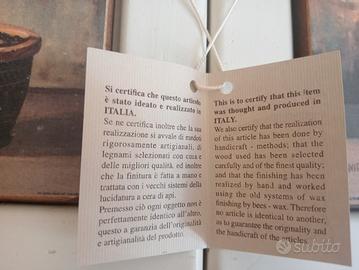 Si certifica che questo articolo
è stato ideato e realizzato in
ITALIA.
Se ne certifica inoltre che la sua
realizzazione si avvale di metodi
rigorosamente artigianali, di
legnami selezionati con cura e
delle migliori qualità, ed inoltre
che la finitura è fatta a mano e
trattata con i vecchi sistemi della
lucidatura a cera di api.
Premesso ciò ogni oggetto non è
perfettamente identico all'altro,
questo a garanzia dell'originalità
e artigianalità del prodotto.
This is to certify that this item
was thought and produced in
ITALY.
We also certify that the realization
of this article has been done by
handicraft - methods; that the
wood used has been selected
carefully and of the finest quality;
and that the finishing has been
realized by hand and worked
using the old systems of wax
finishing by bees - wax. Therefore
no article is identical to another,
to guarantee the originality and
the handicraft of the articles.
subito